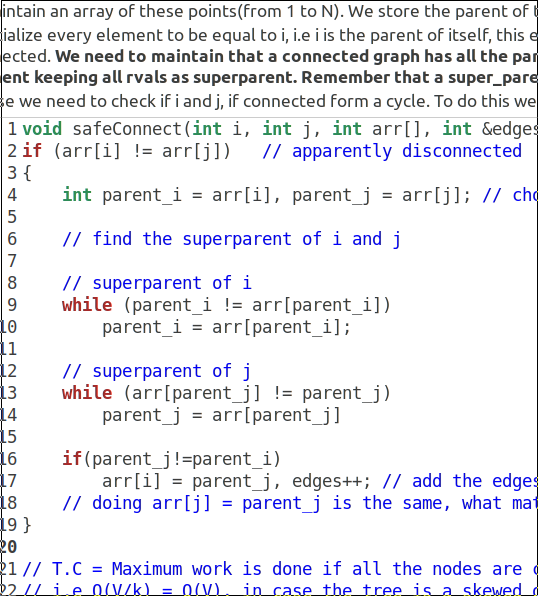 intain an array of these points(from 1 to N). We store the parent of
ialize every element to be equal to i, i.e i is the parent of itself, this
nected. We need to maintain that a connected graph has all the par
ent keeping all rvals as superparent. Remember that a super_pare
se we need to check if i and j, if connected form a cycle. To do this we
1 void safeConnect(int i, int j, int arr[], int &edges
2 if (arr[i] != arr[j])   // apparently disconnected
3 {
4     int parent_i = arr[i], parent_j = arr[j]; // cho
5
6     // find the superparent of i and j
7
8     // superparent of i
9     while (parent_i != arr[parent_i])
10         parent_i = arr[parent_i];
11
12     // superparent of j
13     while (arr[parent_j] != parent_j)
14         parent_j = arr[parent_j]
15
16     if(parent_j!=parent_i)
17         arr[i] = parent_j, edges++; // add the edges
18     // doing arr[j] = parent_j is the same, what mat
19 }
20
21 // T.C = Maximum work is done if all the nodes are
22 // i.e O(V/k) = O(V), in case the tree is a skewed